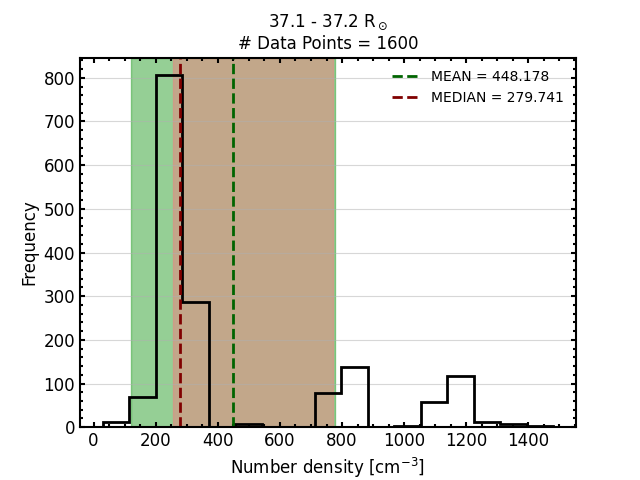 37.1 - 37.2 R⊙
# Data Points = 1600
MEAN = 448.178
MEDIAN = 279.741
Frequency
800
700
600
500
400
300
200
100
0
0 200 400 600 800 1000 1200 1400
Number density [cm⁻³]